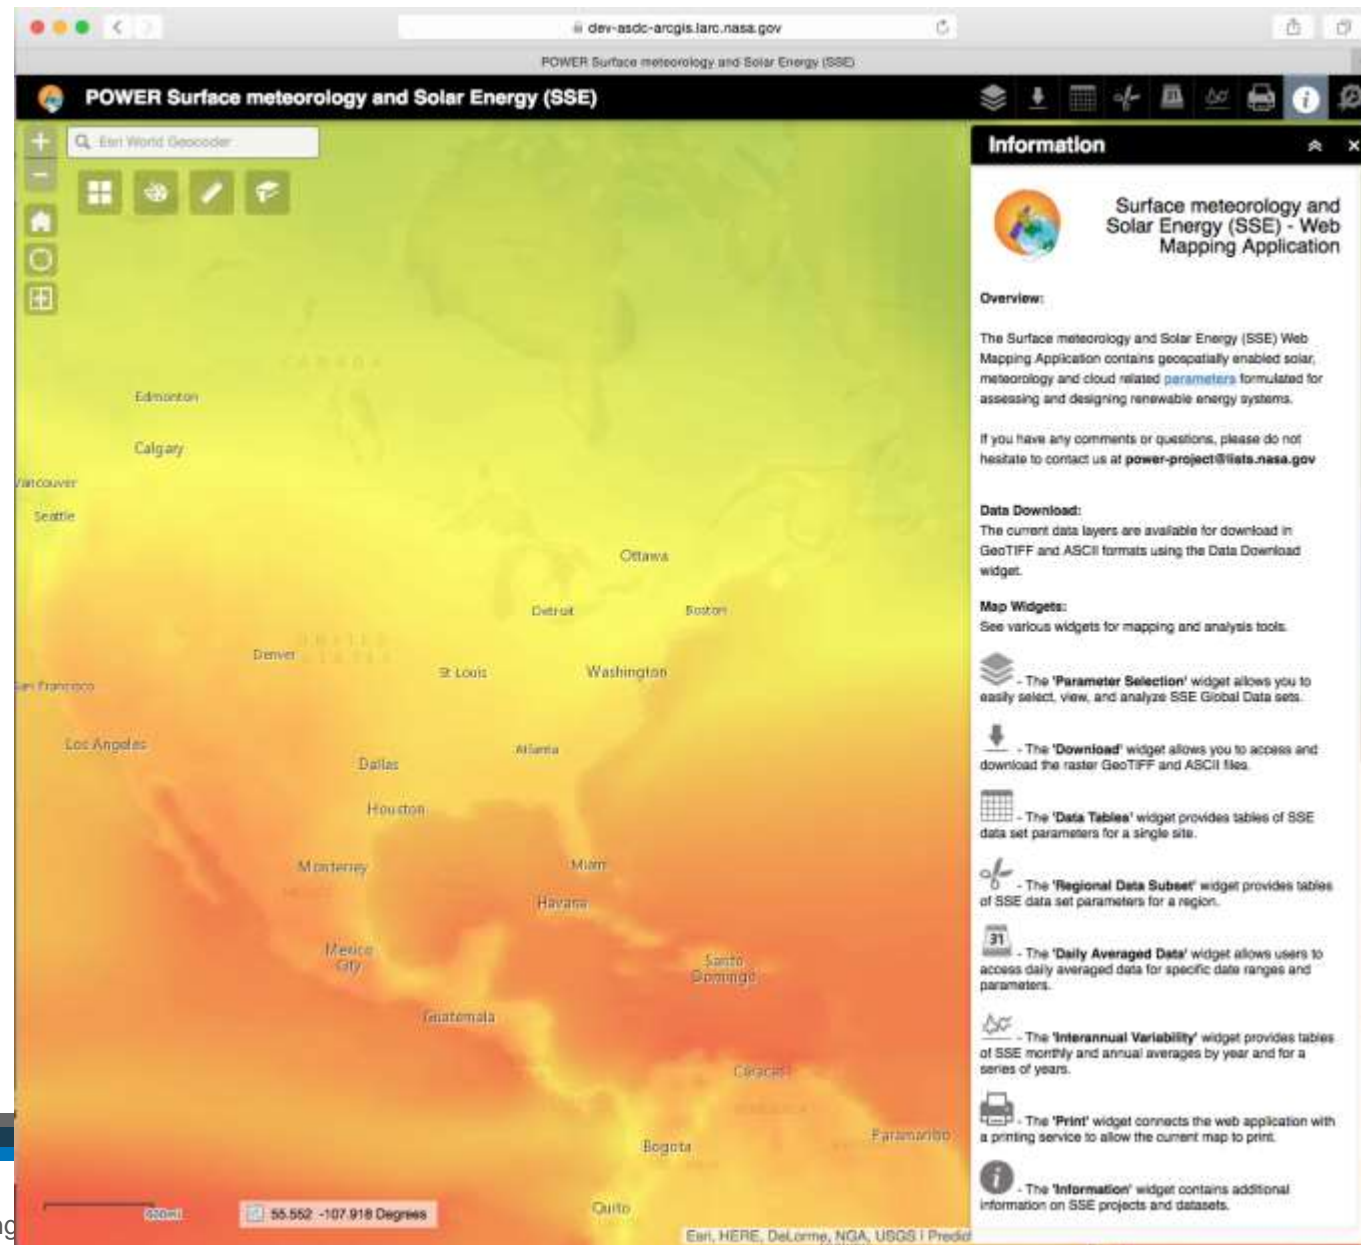 dev-asdc-arcgis.larc.nasa.gov
POWER Surface meteorology and Solar Energy (SSE)
POWER Surface meteorology and Solar Energy (SSE)
Esri World Geocoder
CANADA
Edmonton
Calgary
Vancouver
Seattle
Ottawa
Detroit
Boston
UNITED
STATES
Denver
St Louis
Washington
San Francisco
Los Angeles
Atlanta
Dallas
Houston
Monterrey
Miami
Havana
Mexico
City
Santo
Domingo
Guatemala
Caracas
Paramaribo
Bogota
Quito
600mi
55.552 -107.918 Degrees
Esri, HERE, DeLorme, NGA, USGS | Predic
Information
Surface meteorology and
Solar Energy (SSE) - Web
Mapping Application
Overview:
The Surface meteorology and Solar Energy (SSE) Web
Mapping Application contains geospatially enabled solar,
meteorology and cloud related parameters formulated for
assessing and designing renewable energy systems.
If you have any comments or questions, please do not
hesitate to contact us at power-project@lists.nasa.gov
Data Download:
The current data layers are available for download in
GeoTIFF and ASCII formats using the Data Download
widget.
Map Widgets:
See various widgets for mapping and analysis tools.
- The 'Parameter Selection' widget allows you to
easily select, view, and analyze SSE Global Data sets.
- The 'Download' widget allows you to access and
download the raster GeoTIFF and ASCII files.
- The 'Data Tables' widget provides tables of SSE
data set parameters for a single site.
- The 'Regional Data Subset' widget provides tables
of SSE data set parameters for a region.
31
- The 'Daily Averaged Data' widget allows users to
access daily averaged data for specific date ranges and
parameters.
- The 'Interannual Variability' widget provides tables
of SSE monthly and annual averages by year and for a
series of years.
- The 'Print' widget connects the web application with
a printing service to allow the current map to print.
- The 'Information' widget contains additional
information on SSE projects and datasets.